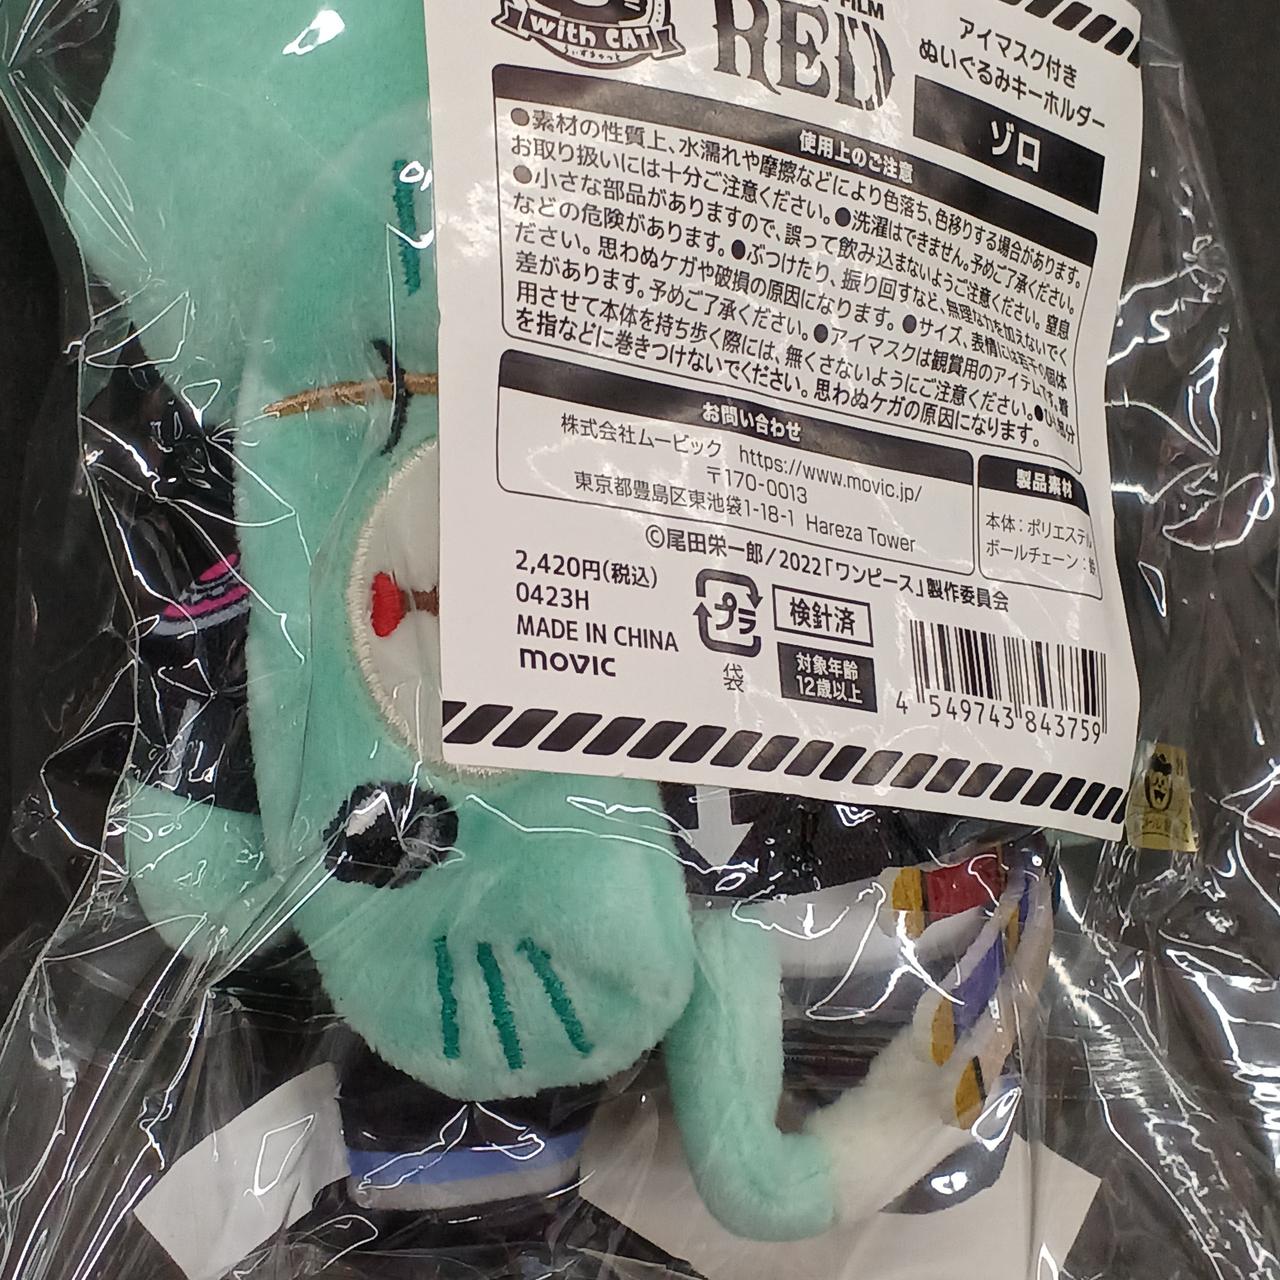 with CAT
うぃずきゃっと
FILM
RED
アイマスク付き
ぬいぐるみキーホルダー
ゾロ
使用上のご注意
●素材の性質上、水濡れや摩擦などにより色落ち、色移りする場合があります。
お取り扱いには十分ご注意ください。●洗濯はできません。予めご了承ください。
●小さな部品がありますので、誤って飲み込まないようご注意ください。窒息
などの危険があります。●ぶつけたり、振り回すなど、無理な力を加えないでく
ださい。思わぬケガや破損の原因になります。●サイズ、表情には若干の個体
差があります。予めご了承ください。●アイマスクは観賞用のアイテムです。着
用させて本体を持ち歩く際には、無くさないようにご注意ください。●ひも部分
を指などに巻きつけないでください。思わぬケガの原因になります。
お問い合わせ
株式会社ムービック https://www.movic.jp/
〒170-0013
東京都豊島区東池袋1-18-1 Hareza Tower
製品素材
本体：ポリエステル
ボールチェーン：鉄
©尾田栄一郎/2022「ワンピース」製作委員会
2,420円(税込)
0423H
MADE IN CHINA
movic
プラ
袋
検針済
対象年齢
12歳以上
4 549743 843759